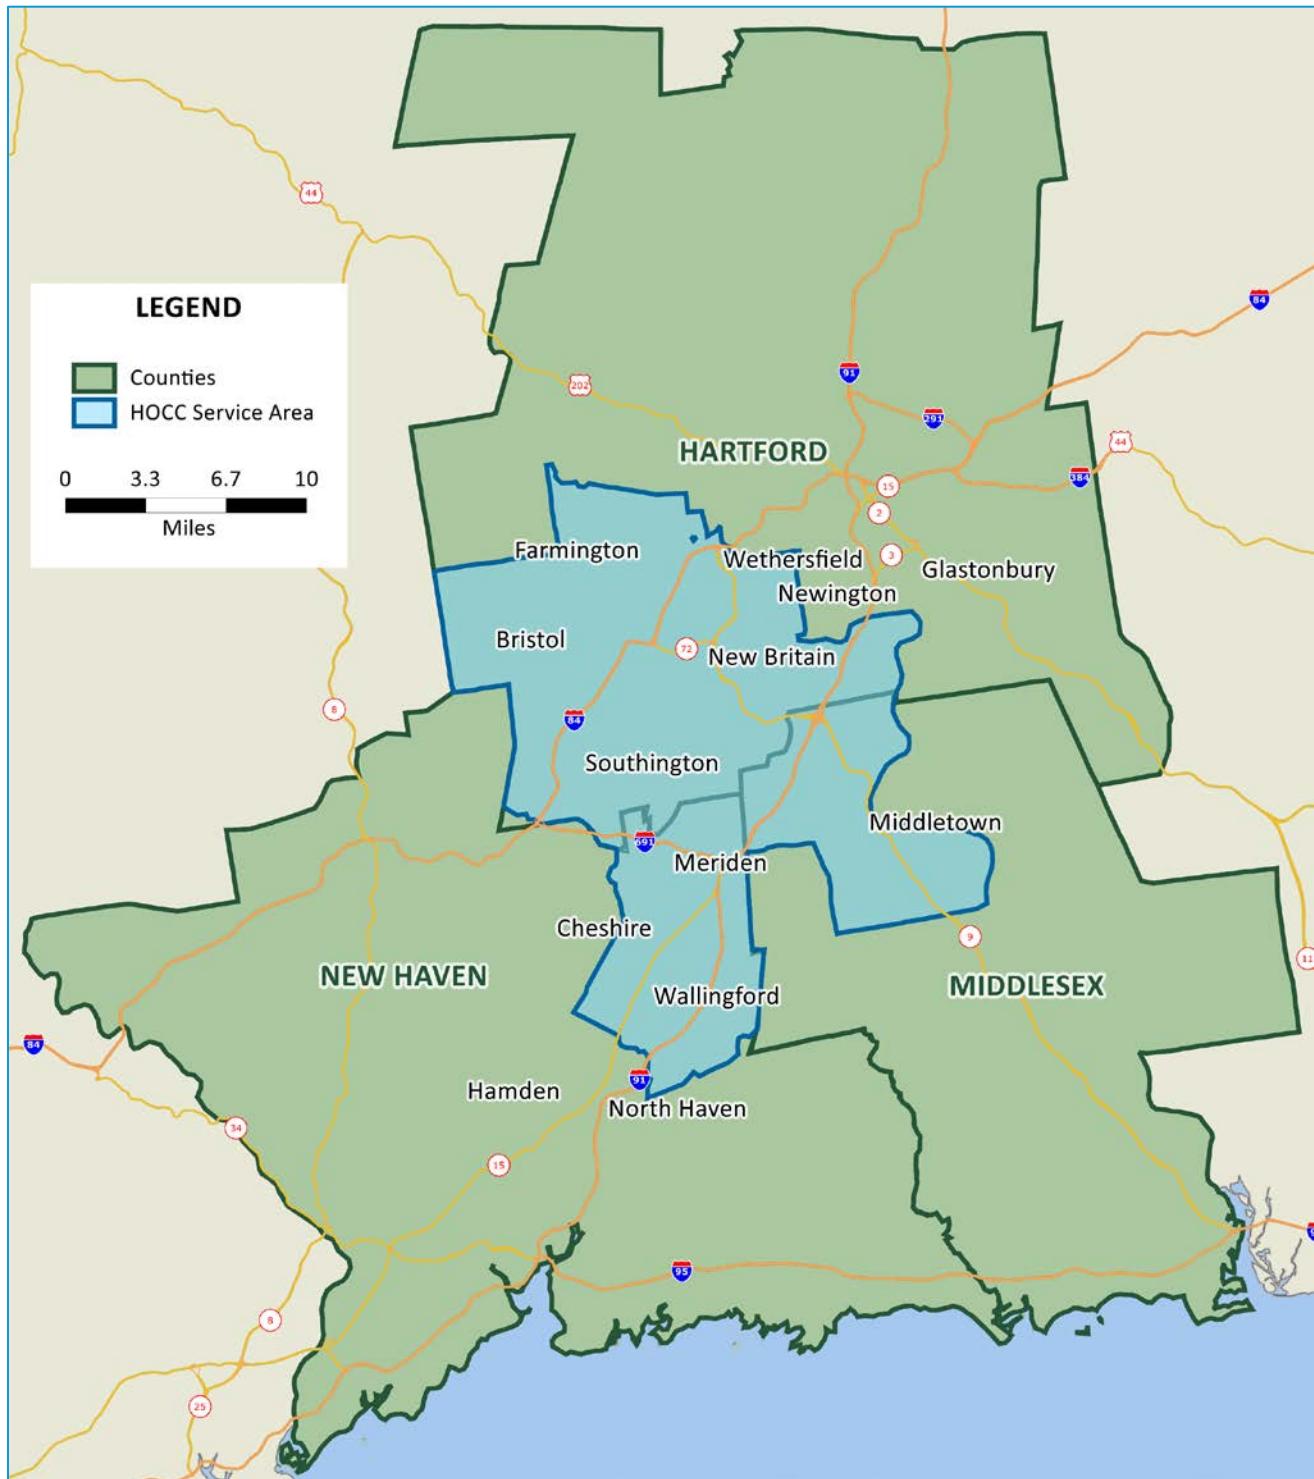 44
LEGEND
Counties
HOCC Service Area
0 3.3 6.7 10
Miles
84
91
202
291
44
HARTFORD
384
15
2
Farmington
Wethersfield
3
Glastonbury
Newington
Bristol
72
New Britain
8
84
Southington
Middletown
691
Meriden
Cheshire
9
11
NEW HAVEN
MIDDLESEX
Wallingford
84
91
Hamden
North Haven
34
15
95
8
25